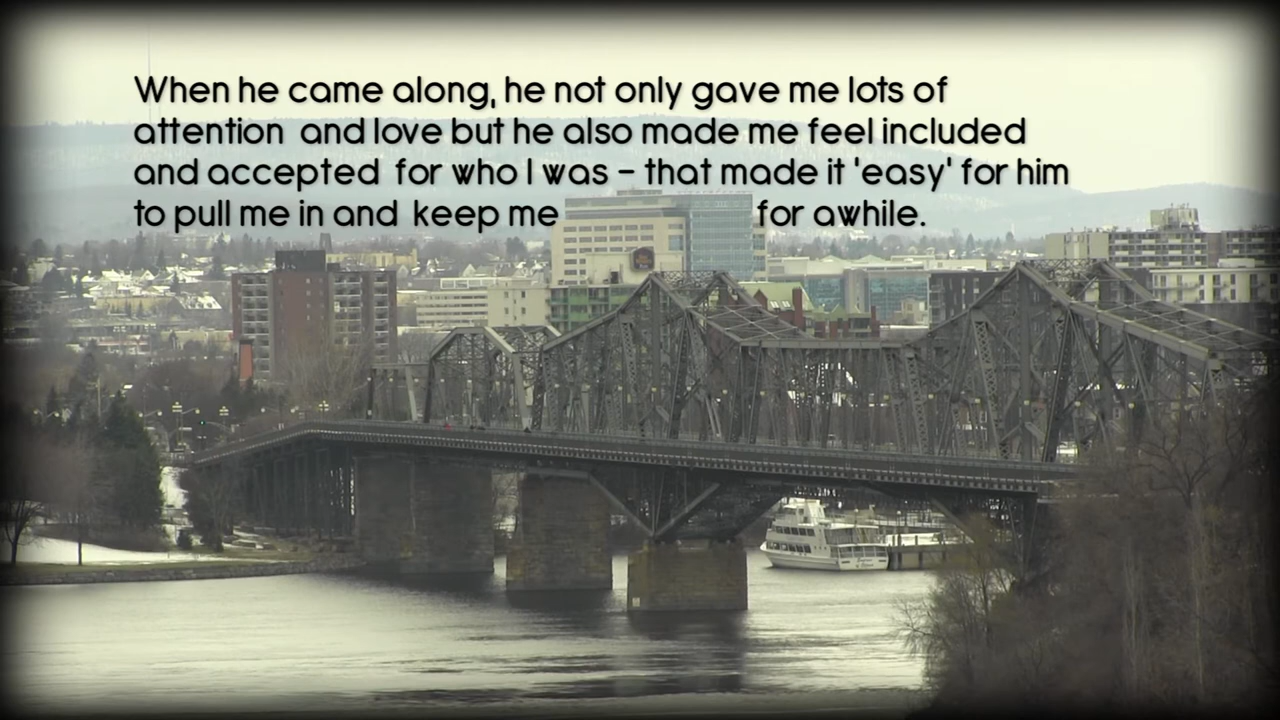 When he came along, he not only gave me lots of
attention and love but he also made me feel included
and accepted for who I was - that made it 'easy' for him
to pull me in and keep me for awhile.